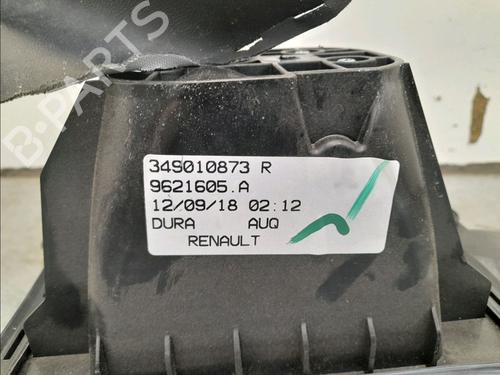 B-PARTS
349010873 R
9621605.A
12/09/18 02:12
DURA AUQ
RENAULT